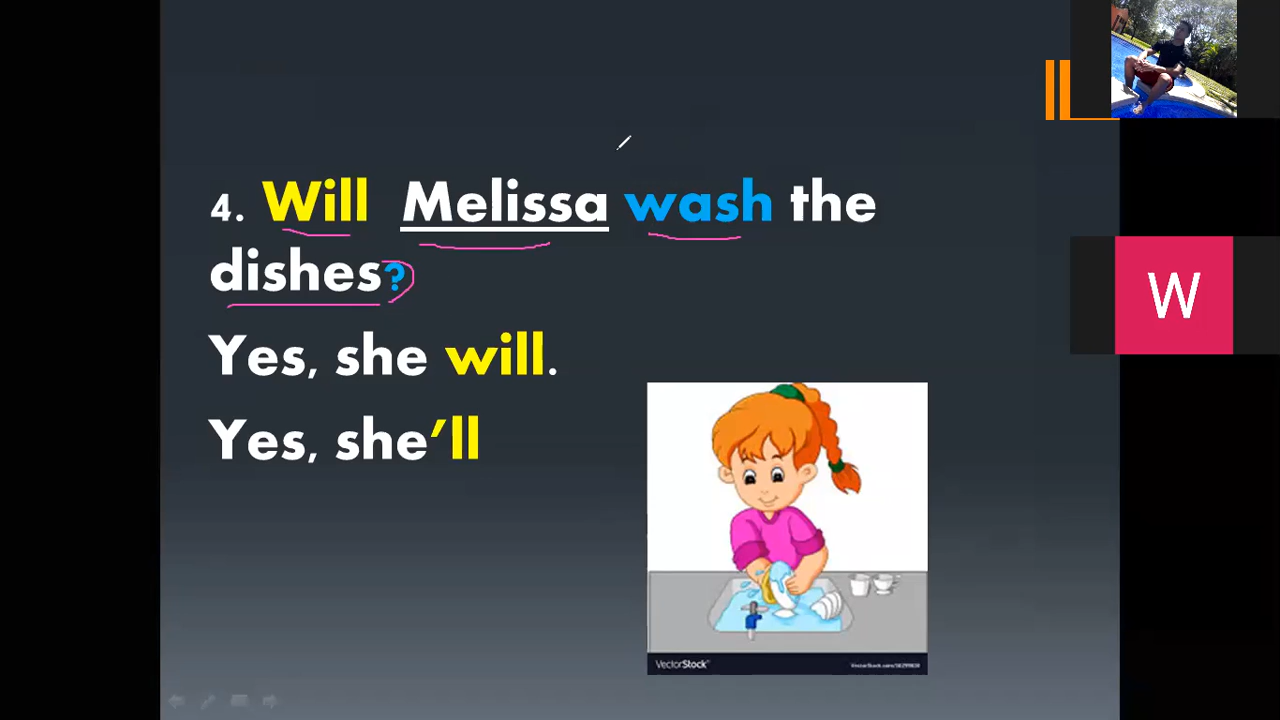 4. Will Melissa wash the
dishes?
Yes, she will.
Yes, she’ll
W
VectorStock®